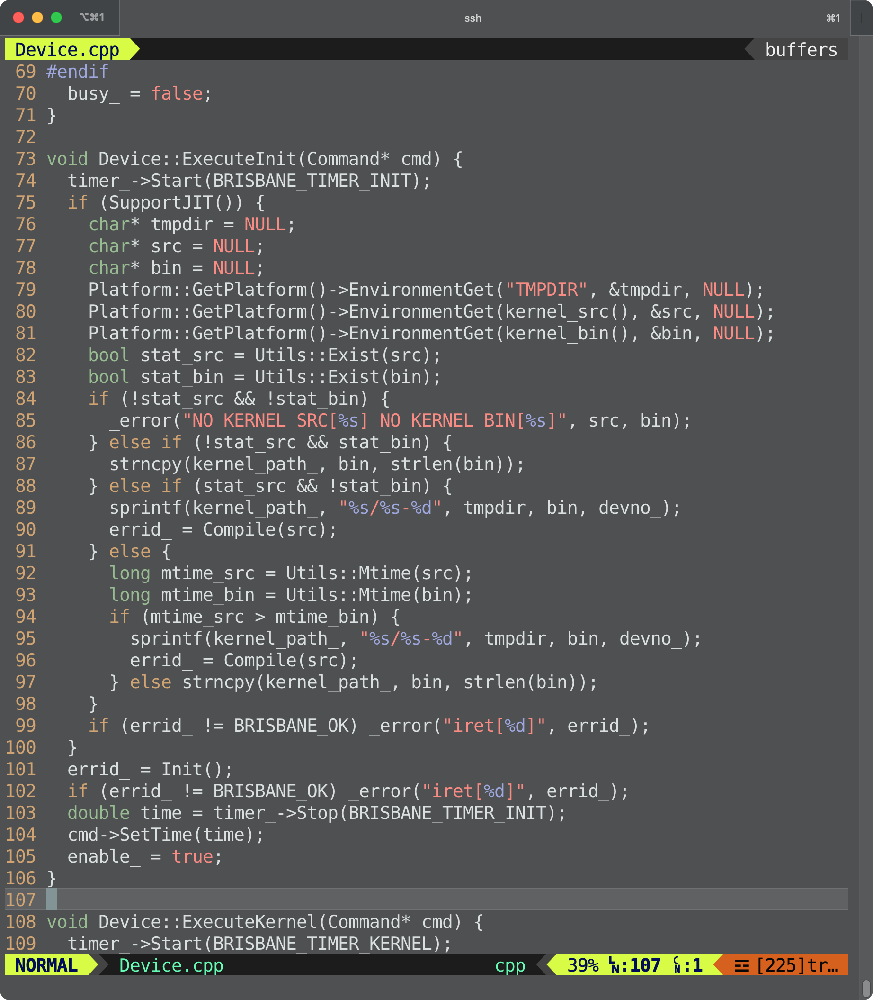 ⌥⌘1 ssh ⌘1 +
Device.cpp buffers
69 #endif
70   busy_ = false;
71 }
72
73 void Device::ExecuteInit(Command* cmd) {
74   timer_->Start(BRISBANE_TIMER_INIT);
75   if (SupportJIT()) {
76     char* tmpdir = NULL;
77     char* src = NULL;
78     char* bin = NULL;
79     Platform::GetPlatform()->EnvironmentGet("TMPDIR", &tmpdir, NULL);
80     Platform::GetPlatform()->EnvironmentGet(kernel_src(), &src, NULL);
81     Platform::GetPlatform()->EnvironmentGet(kernel_bin(), &bin, NULL);
82     bool stat_src = Utils::Exist(src);
83     bool stat_bin = Utils::Exist(bin);
84     if (!stat_src && !stat_bin) {
85       _error("NO KERNEL SRC[%s] NO KERNEL BIN[%s]", src, bin);
86     } else if (!stat_src && stat_bin) {
87       strncpy(kernel_path_, bin, strlen(bin));
88     } else if (stat_src && !stat_bin) {
89       sprintf(kernel_path_, "%s/%s-%d", tmpdir, bin, devno_);
90       errid_ = Compile(src);
91     } else {
92       long mtime_src = Utils::Mtime(src);
93       long mtime_bin = Utils::Mtime(bin);
94       if (mtime_src > mtime_bin) {
95         sprintf(kernel_path_, "%s/%s-%d", tmpdir, bin, devno_);
96         errid_ = Compile(src);
97       } else strncpy(kernel_path_, bin, strlen(bin));
98     }
99     if (errid_ != BRISBANE_OK) _error("iret[%d]", errid_);
100   }
101   errid_ = Init();
102   if (errid_ != BRISBANE_OK) _error("iret[%d]", errid_);
103   double time = timer_->Stop(BRISBANE_TIMER_INIT);
104   cmd->SetTime(time);
105   enable_ = true;
106 }
107
108 void Device::ExecuteKernel(Command* cmd) {
109   timer_->Start(BRISBANE_TIMER_KERNEL);
NORMAL Device.cpp cpp 39% LN:107 CN:1 ☲ [225]tr…